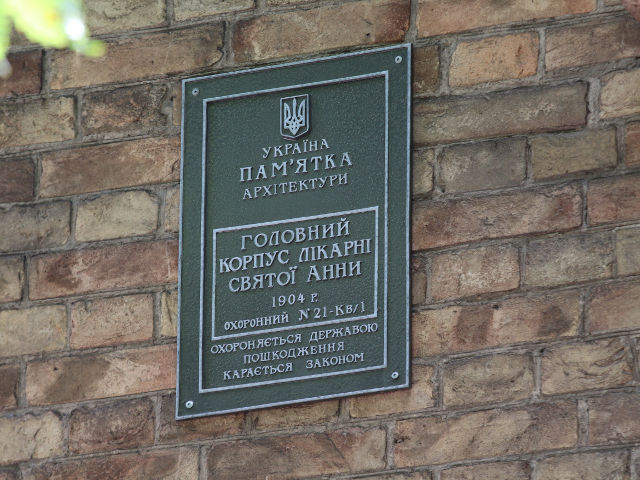 УКРАЇНА
ПАМ'ЯТКА
АРХІТЕКТУРИ
ГОЛОВНИЙ
КОРПУС ЛІКАРНІ
СВЯТОЇ АННИ
1904 Р.
ОХОРОННИЙ N 21-КВ/1
ОХОРОНЯЄТЬСЯ ДЕРЖАВОЮ
ПОШКОДЖЕННЯ
КАРАЄТЬСЯ ЗАКОНОМ